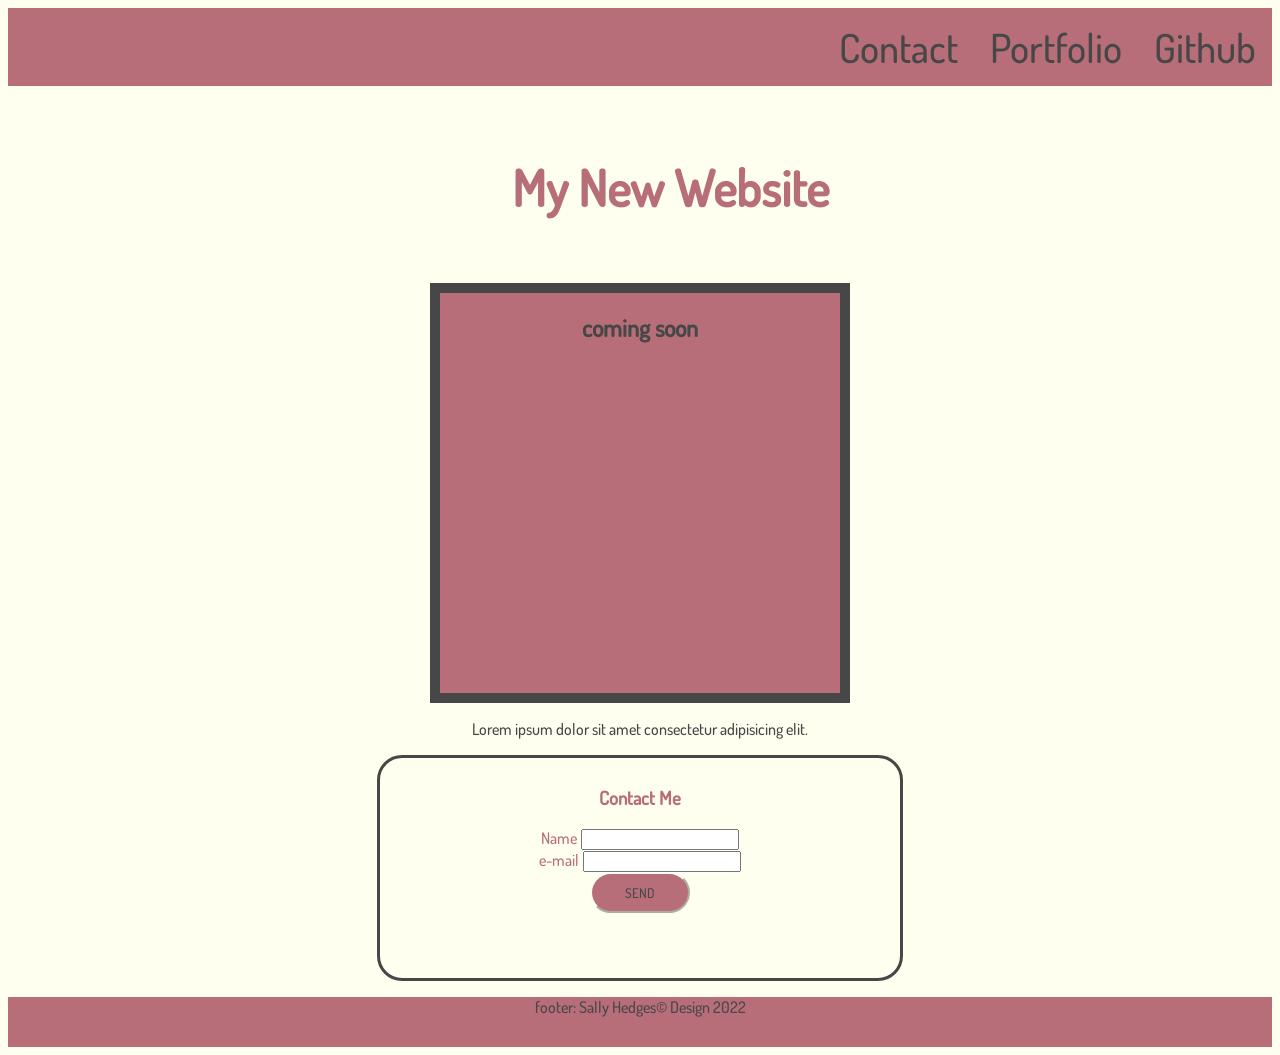 Contact Portfolio Github
My New Website
coming soon
Lorem ipsum dolor sit amet consectetur adipisicing elit.
Contact Me
Name
e-mail
SEND
footer: Sally Hedges© Design 2022